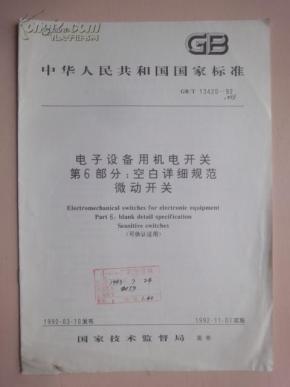 GB
中华人民共和国国家标准
GB/T 13420—92
电子设备用机电开关
第6部分：空白详细规范
微动开关
Electromechanical switches for electronic equipment
Part 6: blank detail specification
Sensitive switches
(可供认证用)
1992-03-10发布
1992-11-01实施
国家技术监督局 发布